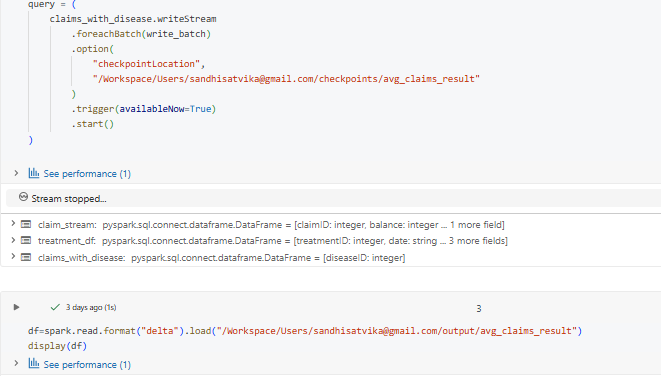 query = (
claims_with_disease.writeStream
.foreachBatch(write_batch)
.option(
"checkpointLocation",
"/Workspace/Users/sandhisatvika@gmail.com/checkpoints/avg_claims_result"
)
.trigger(availableNow=True)
.start()
)
See performance (1)
Stream stopped...
claim_stream: pyspark.sql.connect.dataframe.DataFrame = [claimID: integer, balance: integer ... 1 more field]
treatment_df: pyspark.sql.connect.dataframe.DataFrame = [treatmentID: integer, date: string ... 3 more fields]
claims_with_disease: pyspark.sql.connect.dataframe.DataFrame = [diseaseID: integer]
3 days ago (1s) 3
df=spark.read.format("delta").load("/Workspace/Users/sandhisatvika@gmail.com/output/avg_claims_result")
display(df)
See performance (1)